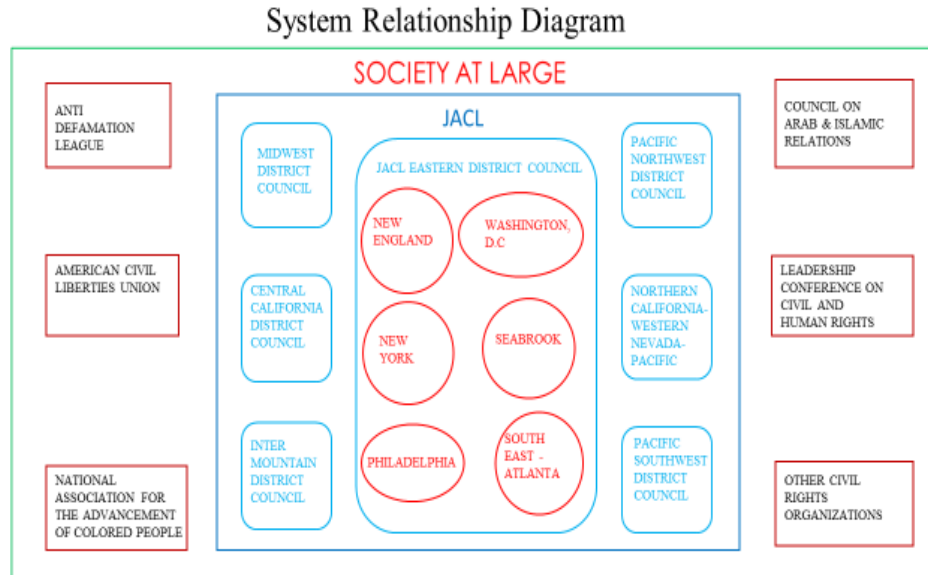 System Relationship Diagram
SOCIETY AT LARGE
ANTI
DEFAMATION
LEAGUE
AMERICAN CIVIL
LIBERTIES UNION
NATIONAL
ASSOCIATION FOR
THE ADVANCEMENT
OF COLORED PEOPLE
JACL
MIDWEST
DISTRICT
COUNCIL
CENTRAL
CALIFORNIA
DISTRICT
COUNCIL
INTER
MOUNTAIN
DISTRICT
COUNCIL
JACL EASTERN DISTRICT COUNCIL
NEW
ENGLAND
WASHINGTON,
D.C
NEW
YORK
SEABROOK
PHILADELPHIA
SOUTH
EAST -
ATLANTA
PACIFIC
NORTHWEST
DISTRICT
COUNCIL
NORTHERN
CALIFORNIA-
WESTERN
NEVADA-
PACIFIC
PACIFIC
SOUTHWEST
DISTRICT
COUNCIL
COUNCIL ON
ARAB & ISLAMIC
RELATIONS
LEADERSHIP
CONFERENCE ON
CIVIL AND
HUMAN RIGHTS
OTHER CIVIL
RIGHTS
ORGANIZATIONS